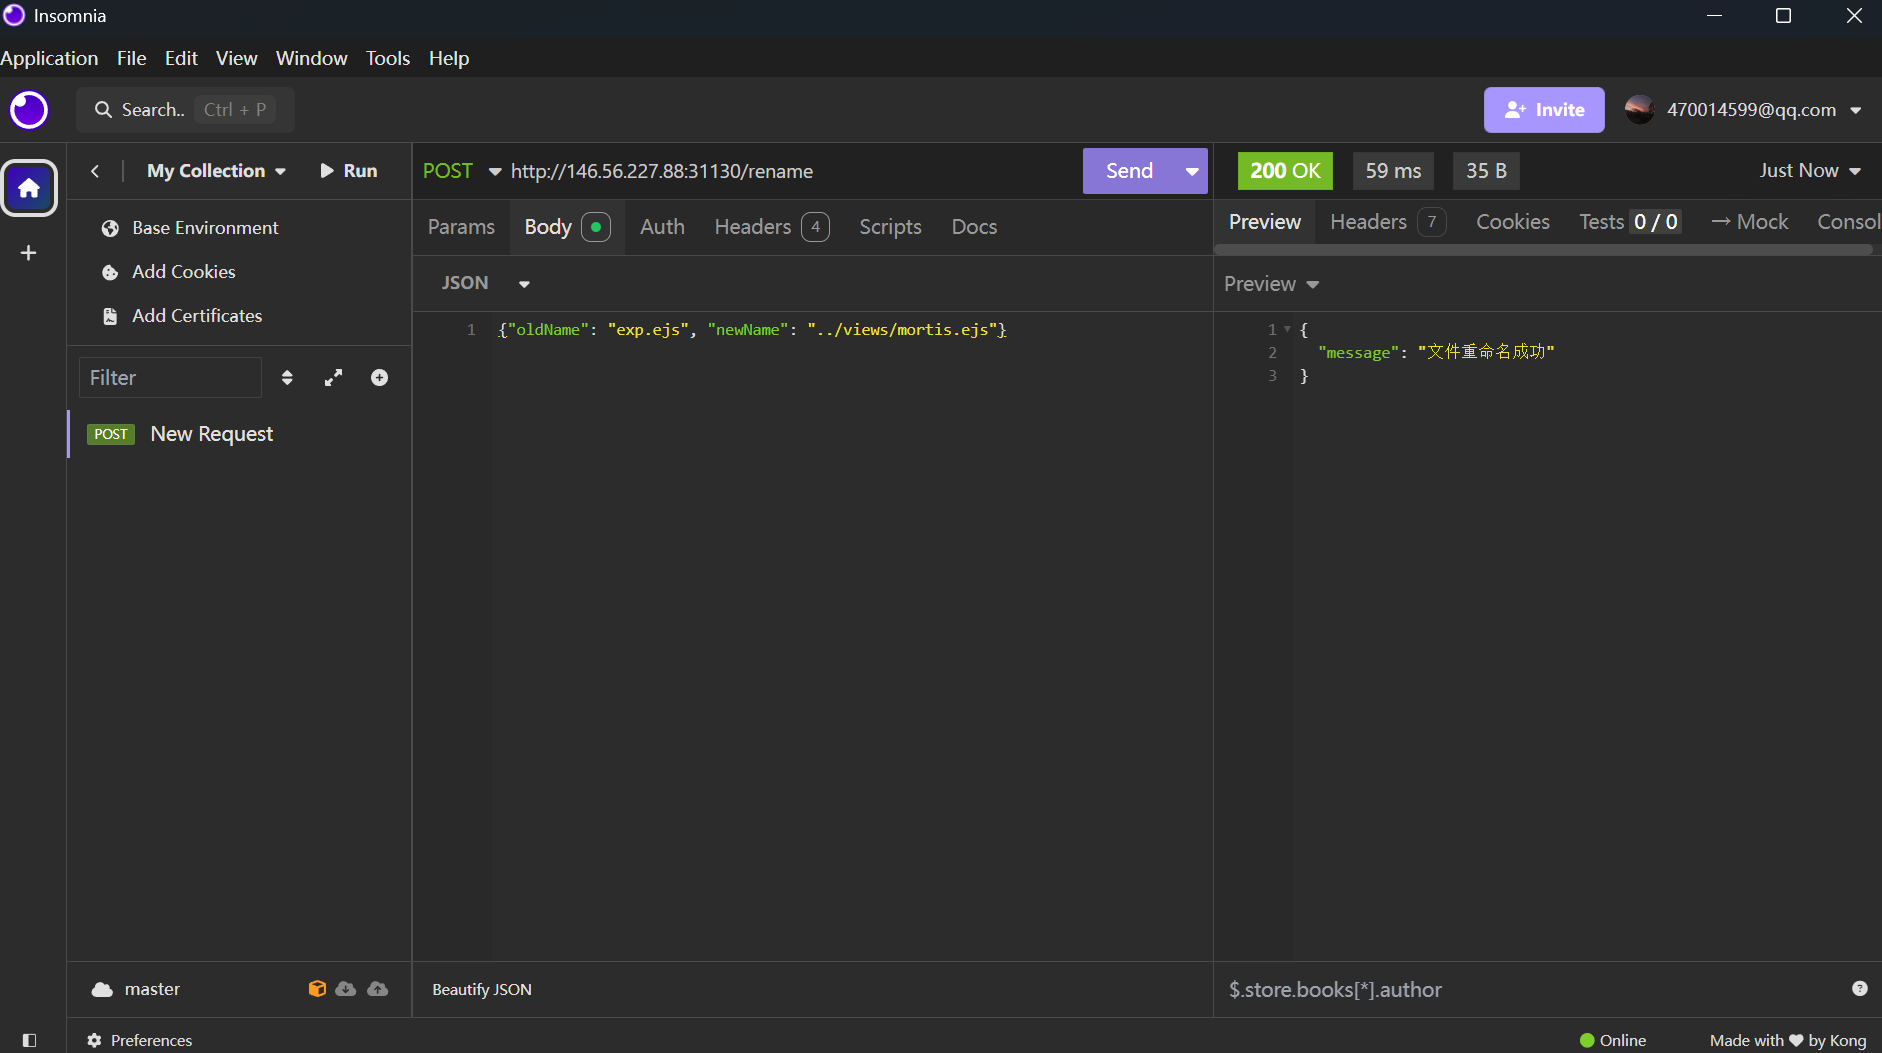 Insomnia
Application File Edit View Window Tools Help
Search.. Ctrl + P
Invite
470014599@qq.com
My Collection
Run
Base Environment
Add Cookies
Add Certificates
Filter
POST New Request
POST http://146.56.227.88:31130/rename
Send
Params Body Auth Headers 4 Scripts Docs
JSON
1 {"oldName": "exp.ejs", "newName": "../views/mortis.ejs"}
200 OK 59 ms 35 B Just Now
Preview Headers 7 Cookies Tests 0 / 0 → Mock Consol
Preview
1 {
2 "message": "文件重命名成功"
3 }
master
Beautify JSON
$.store.books[*].author
Preferences
Online
Made with ♥ by Kong